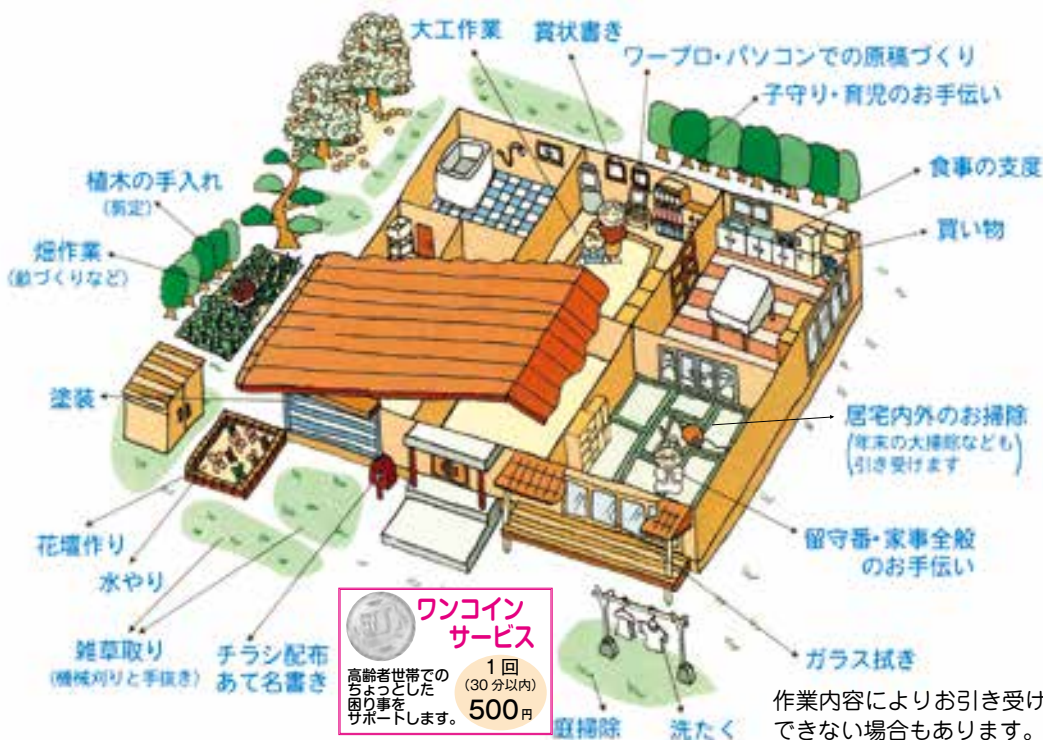 大工作業
賞状書き
ワープロ・パソコンでの原稿づくり
子守り・育児のお手伝い
食事の支度
買い物
植木の手入れ
(剪定)
畑作業
(畝づくりなど)
塗装
居宅内外のお掃除
(年末の大掃除なども
引き受けます)
花壇作り
水やり
留守番・家事全般
のお手伝い
雑草取り
(機械刈りと手抜き)
チラシ配布
あて名書き
ワンコイン
サービス
高齢者世帯での
ちょっとした
困り事を
サポートします。
1回
(30分以内)
500円
ガラス拭き
庭掃除
洗たく
作業内容によりお引き受け
できない場合もあります。